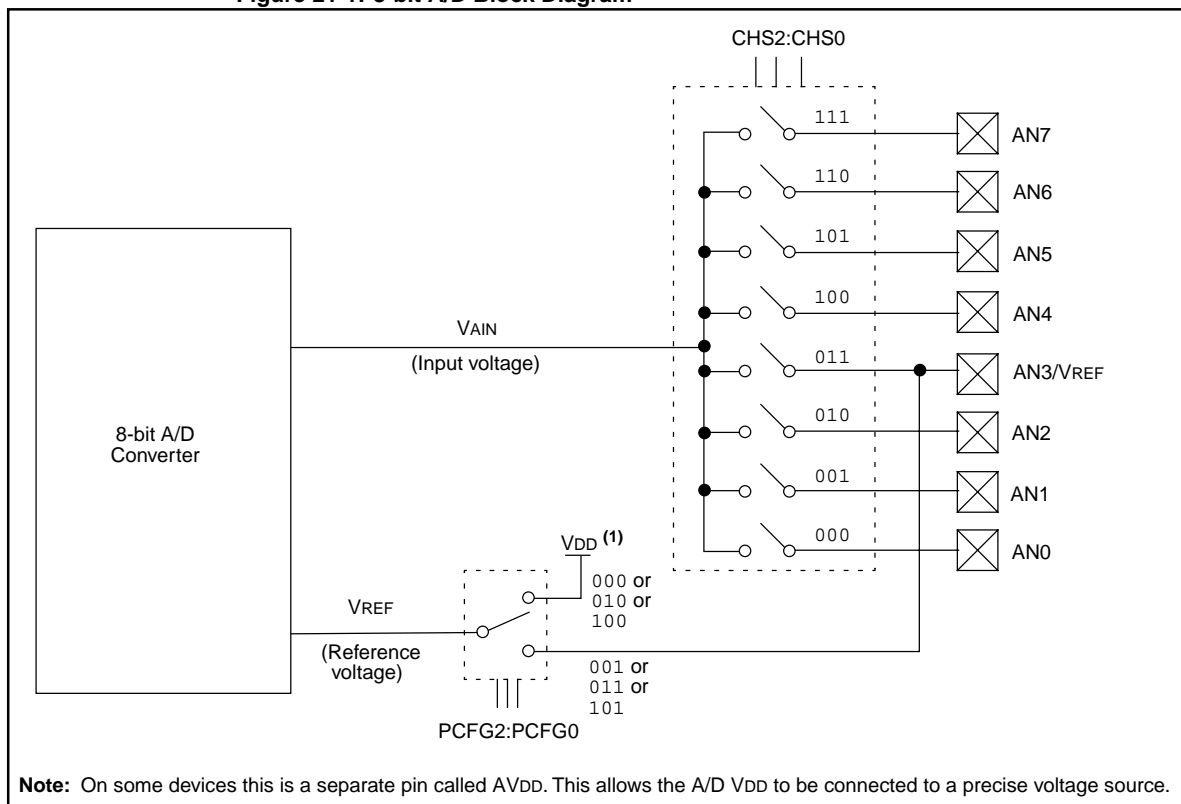 CHS2:CHS0
111
AN7
110
AN6
101
AN5
100
AN4
VAIN
(Input voltage)
011
AN3/VREF
010
AN2
8-bit A/D
Converter
001
AN1
000
AN0
VDD (1)
000 or
010 or
100
VREF
(Reference
voltage)
001 or
011 or
101
PCFG2:PCFG0
Note: On some devices this is a separate pin called AVDD. This allows the A/D VDD to be connected to a precise voltage source.